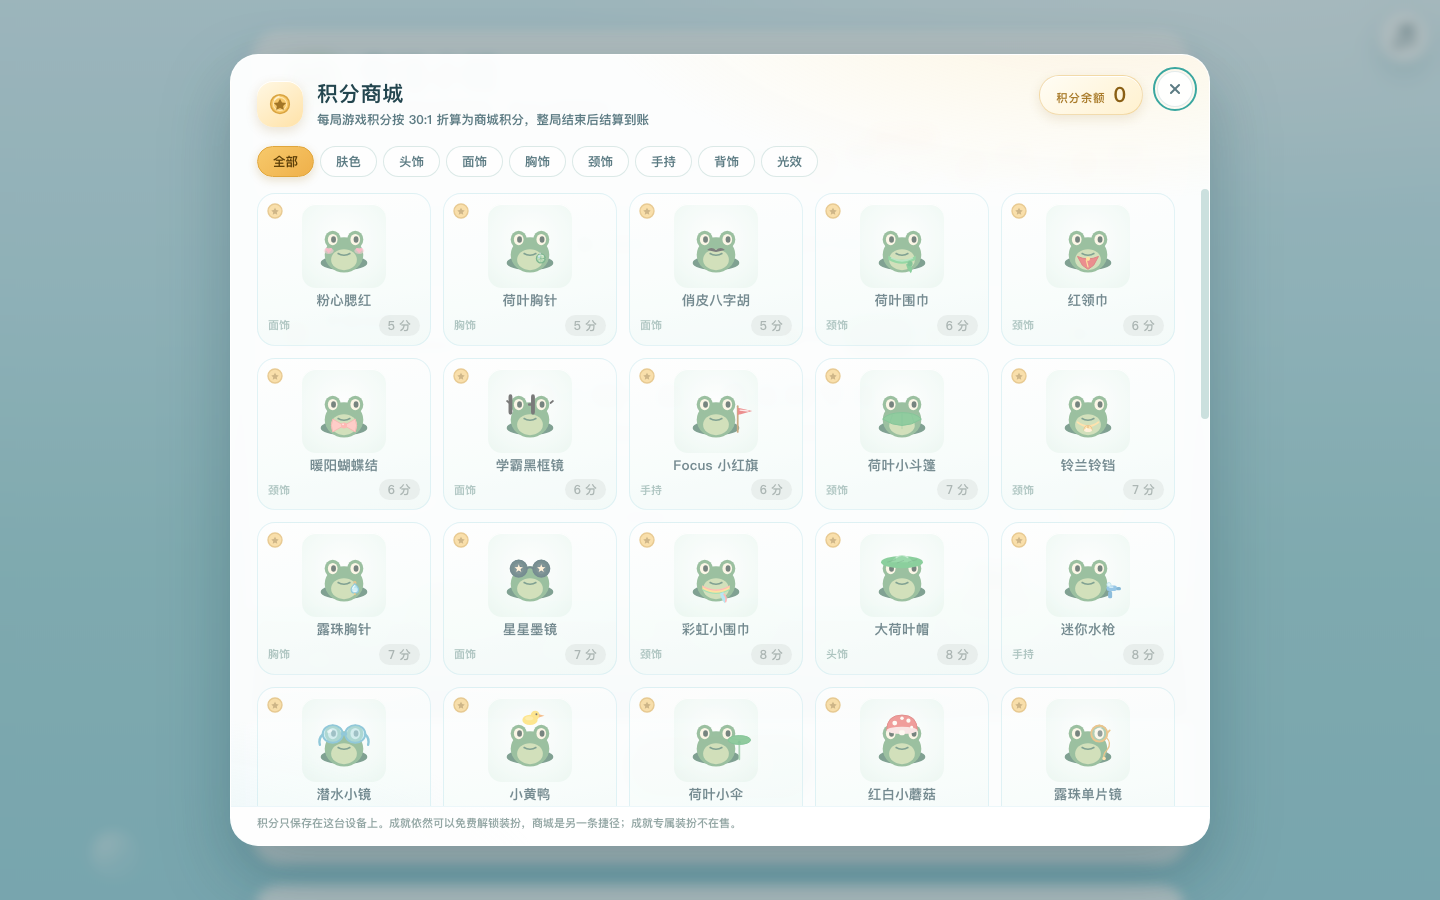 积分商城
每局游戏积分按 30:1 折算为商城积分，整局结束后结算到账
积分余额 0
全部 肤色 头饰 面饰 胸饰 颈饰 手持 背饰 光效
粉心腮红 荷叶胸针 俏皮八字胡 荷叶围巾 红领巾
面饰 5 分 胸饰 5 分 面饰 5 分 颈饰 6 分 颈饰 6 分
暖阳蝴蝶结 学霸黑框镜 Focus 小红旗 荷叶小斗篷 铃兰铃铛
颈饰 6 分 面饰 6 分 手持 6 分 颈饰 7 分 颈饰 7 分
露珠胸针 星星墨镜 彩虹小围巾 大荷叶帽 迷你水枪
胸饰 7 分 面饰 7 分 颈饰 8 分 头饰 8 分 手持 8 分
潜水小镜 小黄鸭 荷叶小伞 红白小蘑菇 露珠单片镜
积分只保存在这台设备上。成就依然可以免费解锁装扮，商城是另一条捷径；成就专属装扮不在售。